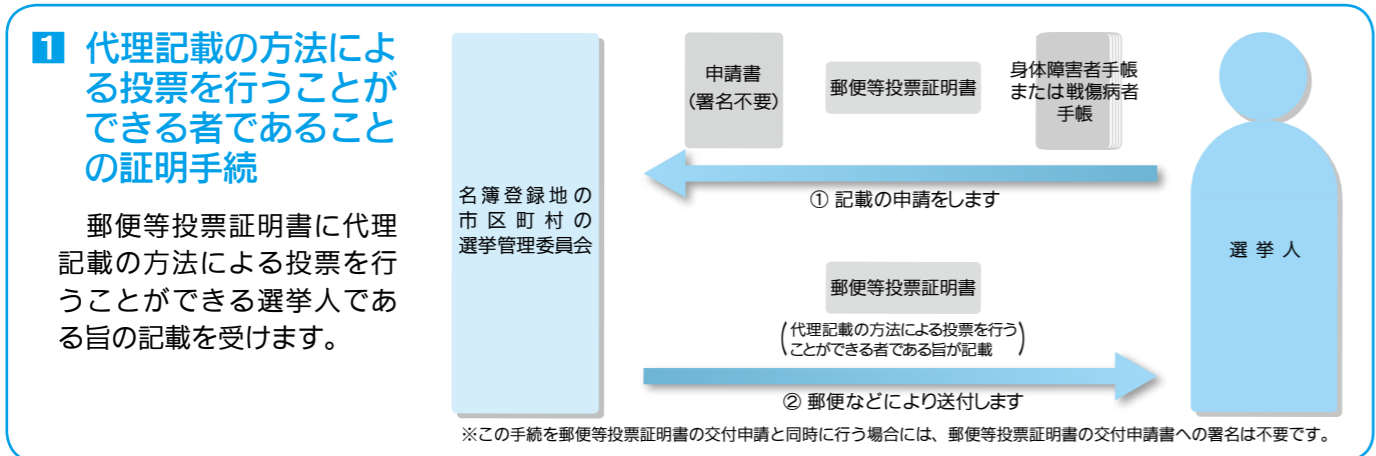 1 代理記載の方法によ
る投票を行うことが
できる者であること
の証明手続
郵便等投票証明書に代理
記載の方法による投票を行
うことができる選挙人であ
る旨の記載を受けます。
名簿登録地の
市区町村の
選挙管理委員会
申請書
(署名不要)
郵便等投票証明書
身体障害者手帳
または戦傷病者
手帳
① 記載の申請をします
郵便等投票証明書
(代理記載の方法による投票を行う
ことができる者である旨が記載)
② 郵便などにより送付します
選挙人
※この手続を郵便等投票証明書の交付申請と同時に行う場合には、郵便等投票証明書の交付申請書への署名は不要です。